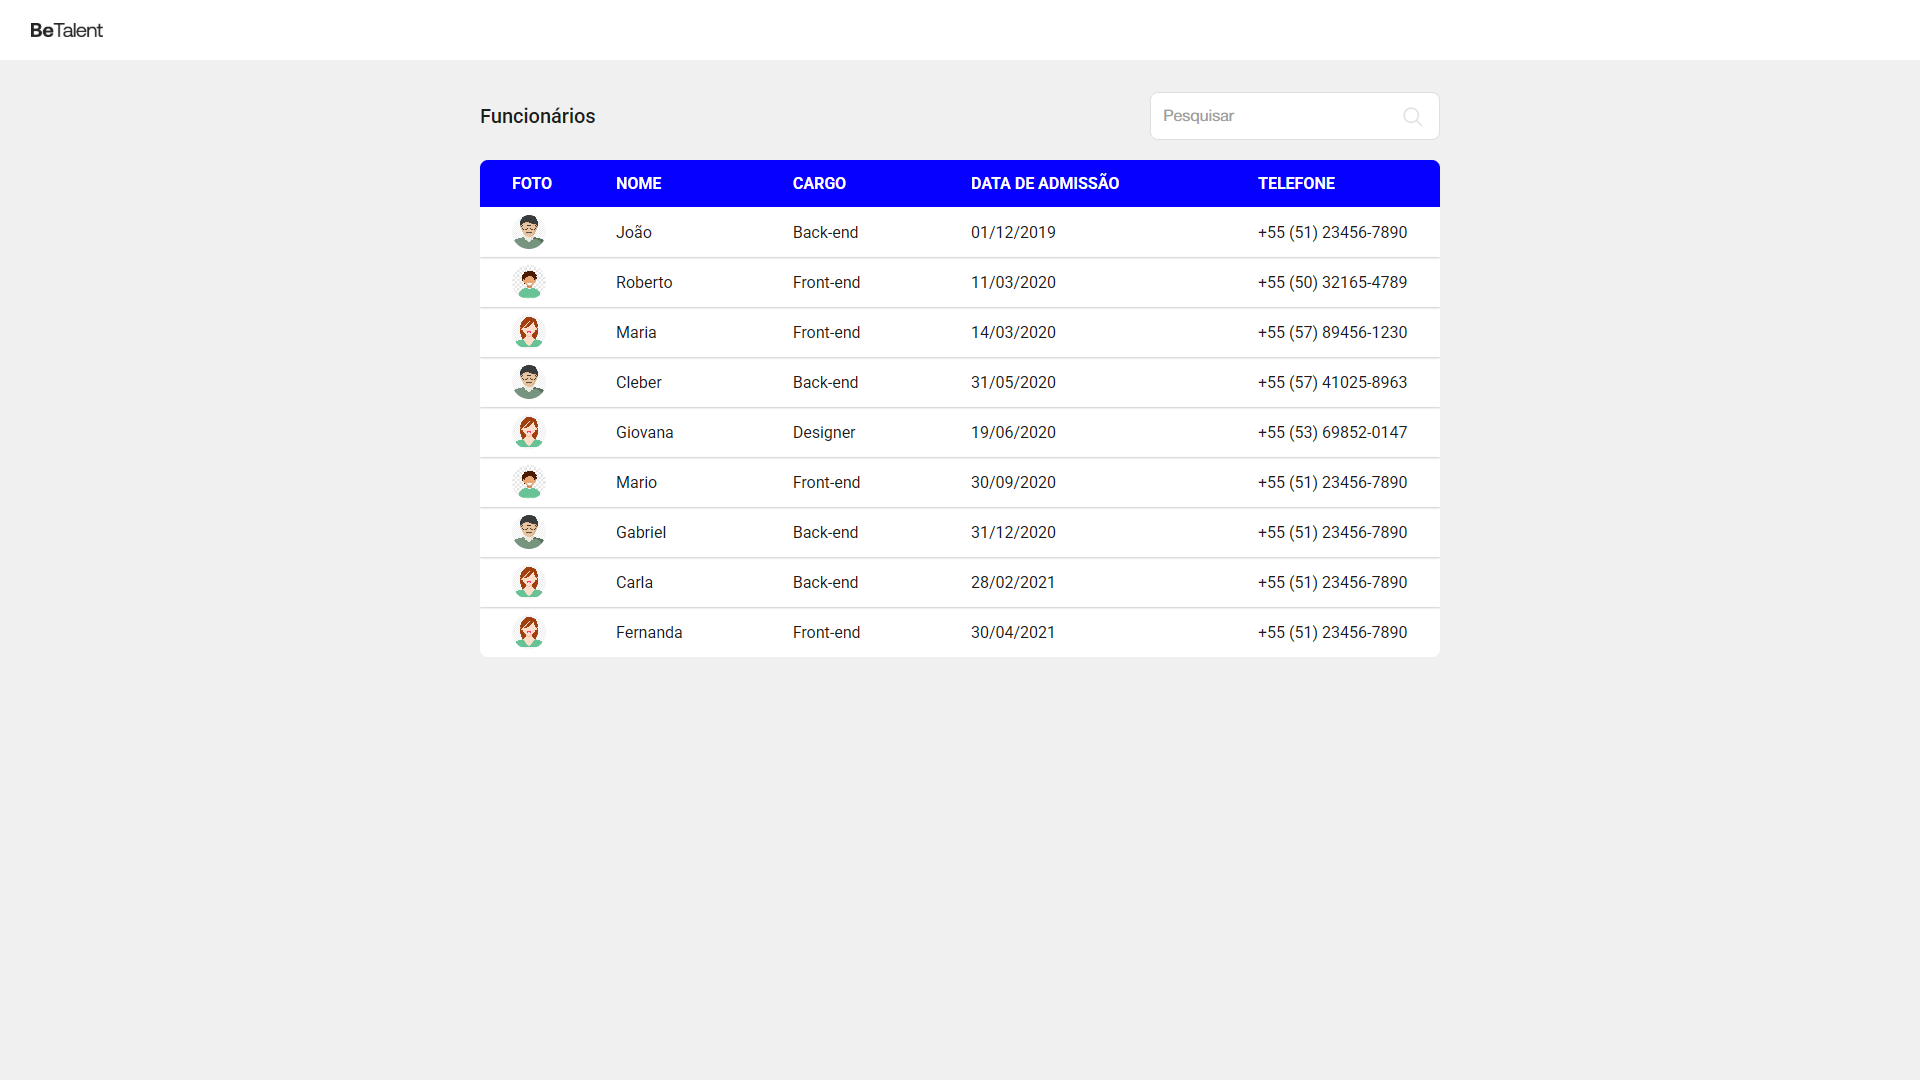 BeTalent
Funcionários
Pesquisar
FOTO NOME CARGO DATA DE ADMISSÃO TELEFONE
João Back-end 01/12/2019 +55 (51) 23456-7890
Roberto Front-end 11/03/2020 +55 (50) 32165-4789
Maria Front-end 14/03/2020 +55 (57) 89456-1230
Cleber Back-end 31/05/2020 +55 (57) 41025-8963
Giovana Designer 19/06/2020 +55 (53) 69852-0147
Mario Front-end 30/09/2020 +55 (51) 23456-7890
Gabriel Back-end 31/12/2020 +55 (51) 23456-7890
Carla Back-end 28/02/2021 +55 (51) 23456-7890
Fernanda Front-end 30/04/2021 +55 (51) 23456-7890